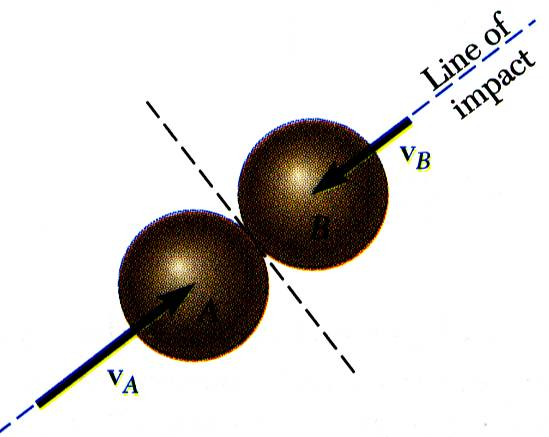 Line of
impact
v_B
B
A
v_A